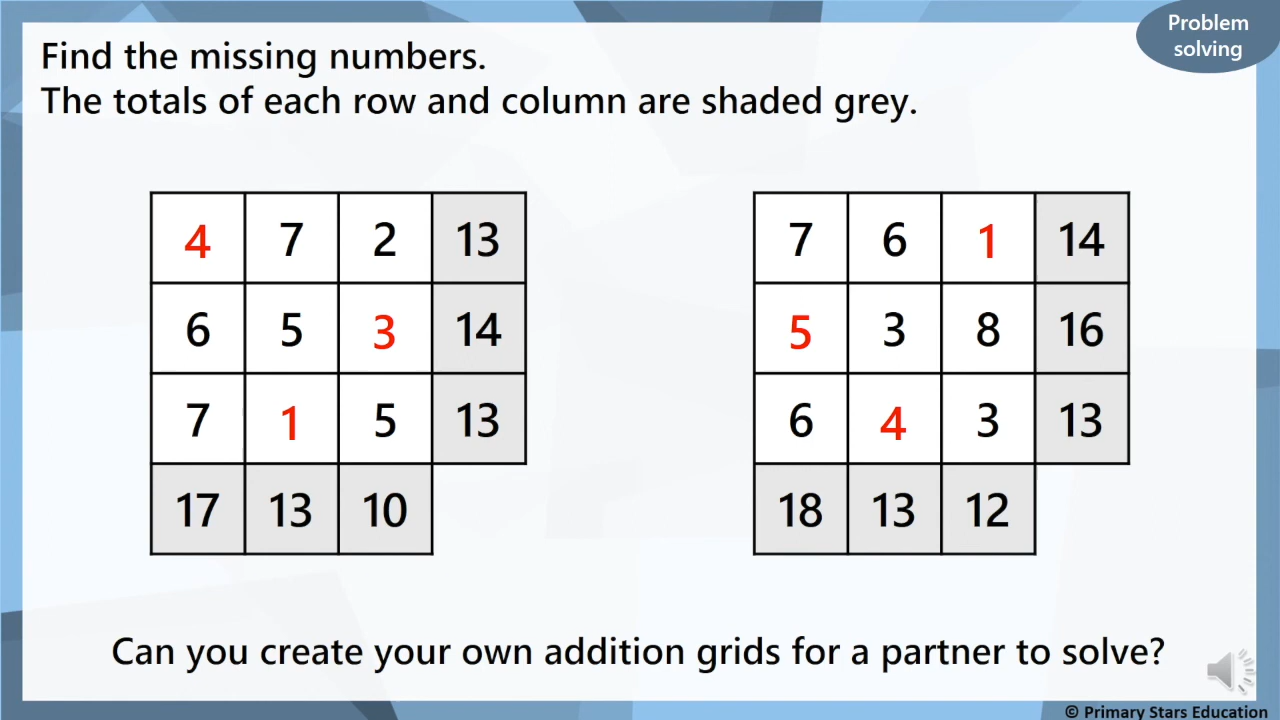 Problem
solving
Find the missing numbers.
The totals of each row and column are shaded grey.
4 7 2 13
6 5 3 14
7 1 5 13
17 13 10
7 6 1 14
5 3 8 16
6 4 3 13
18 13 12
Can you create your own addition grids for a partner to solve?
© Primary Stars Education